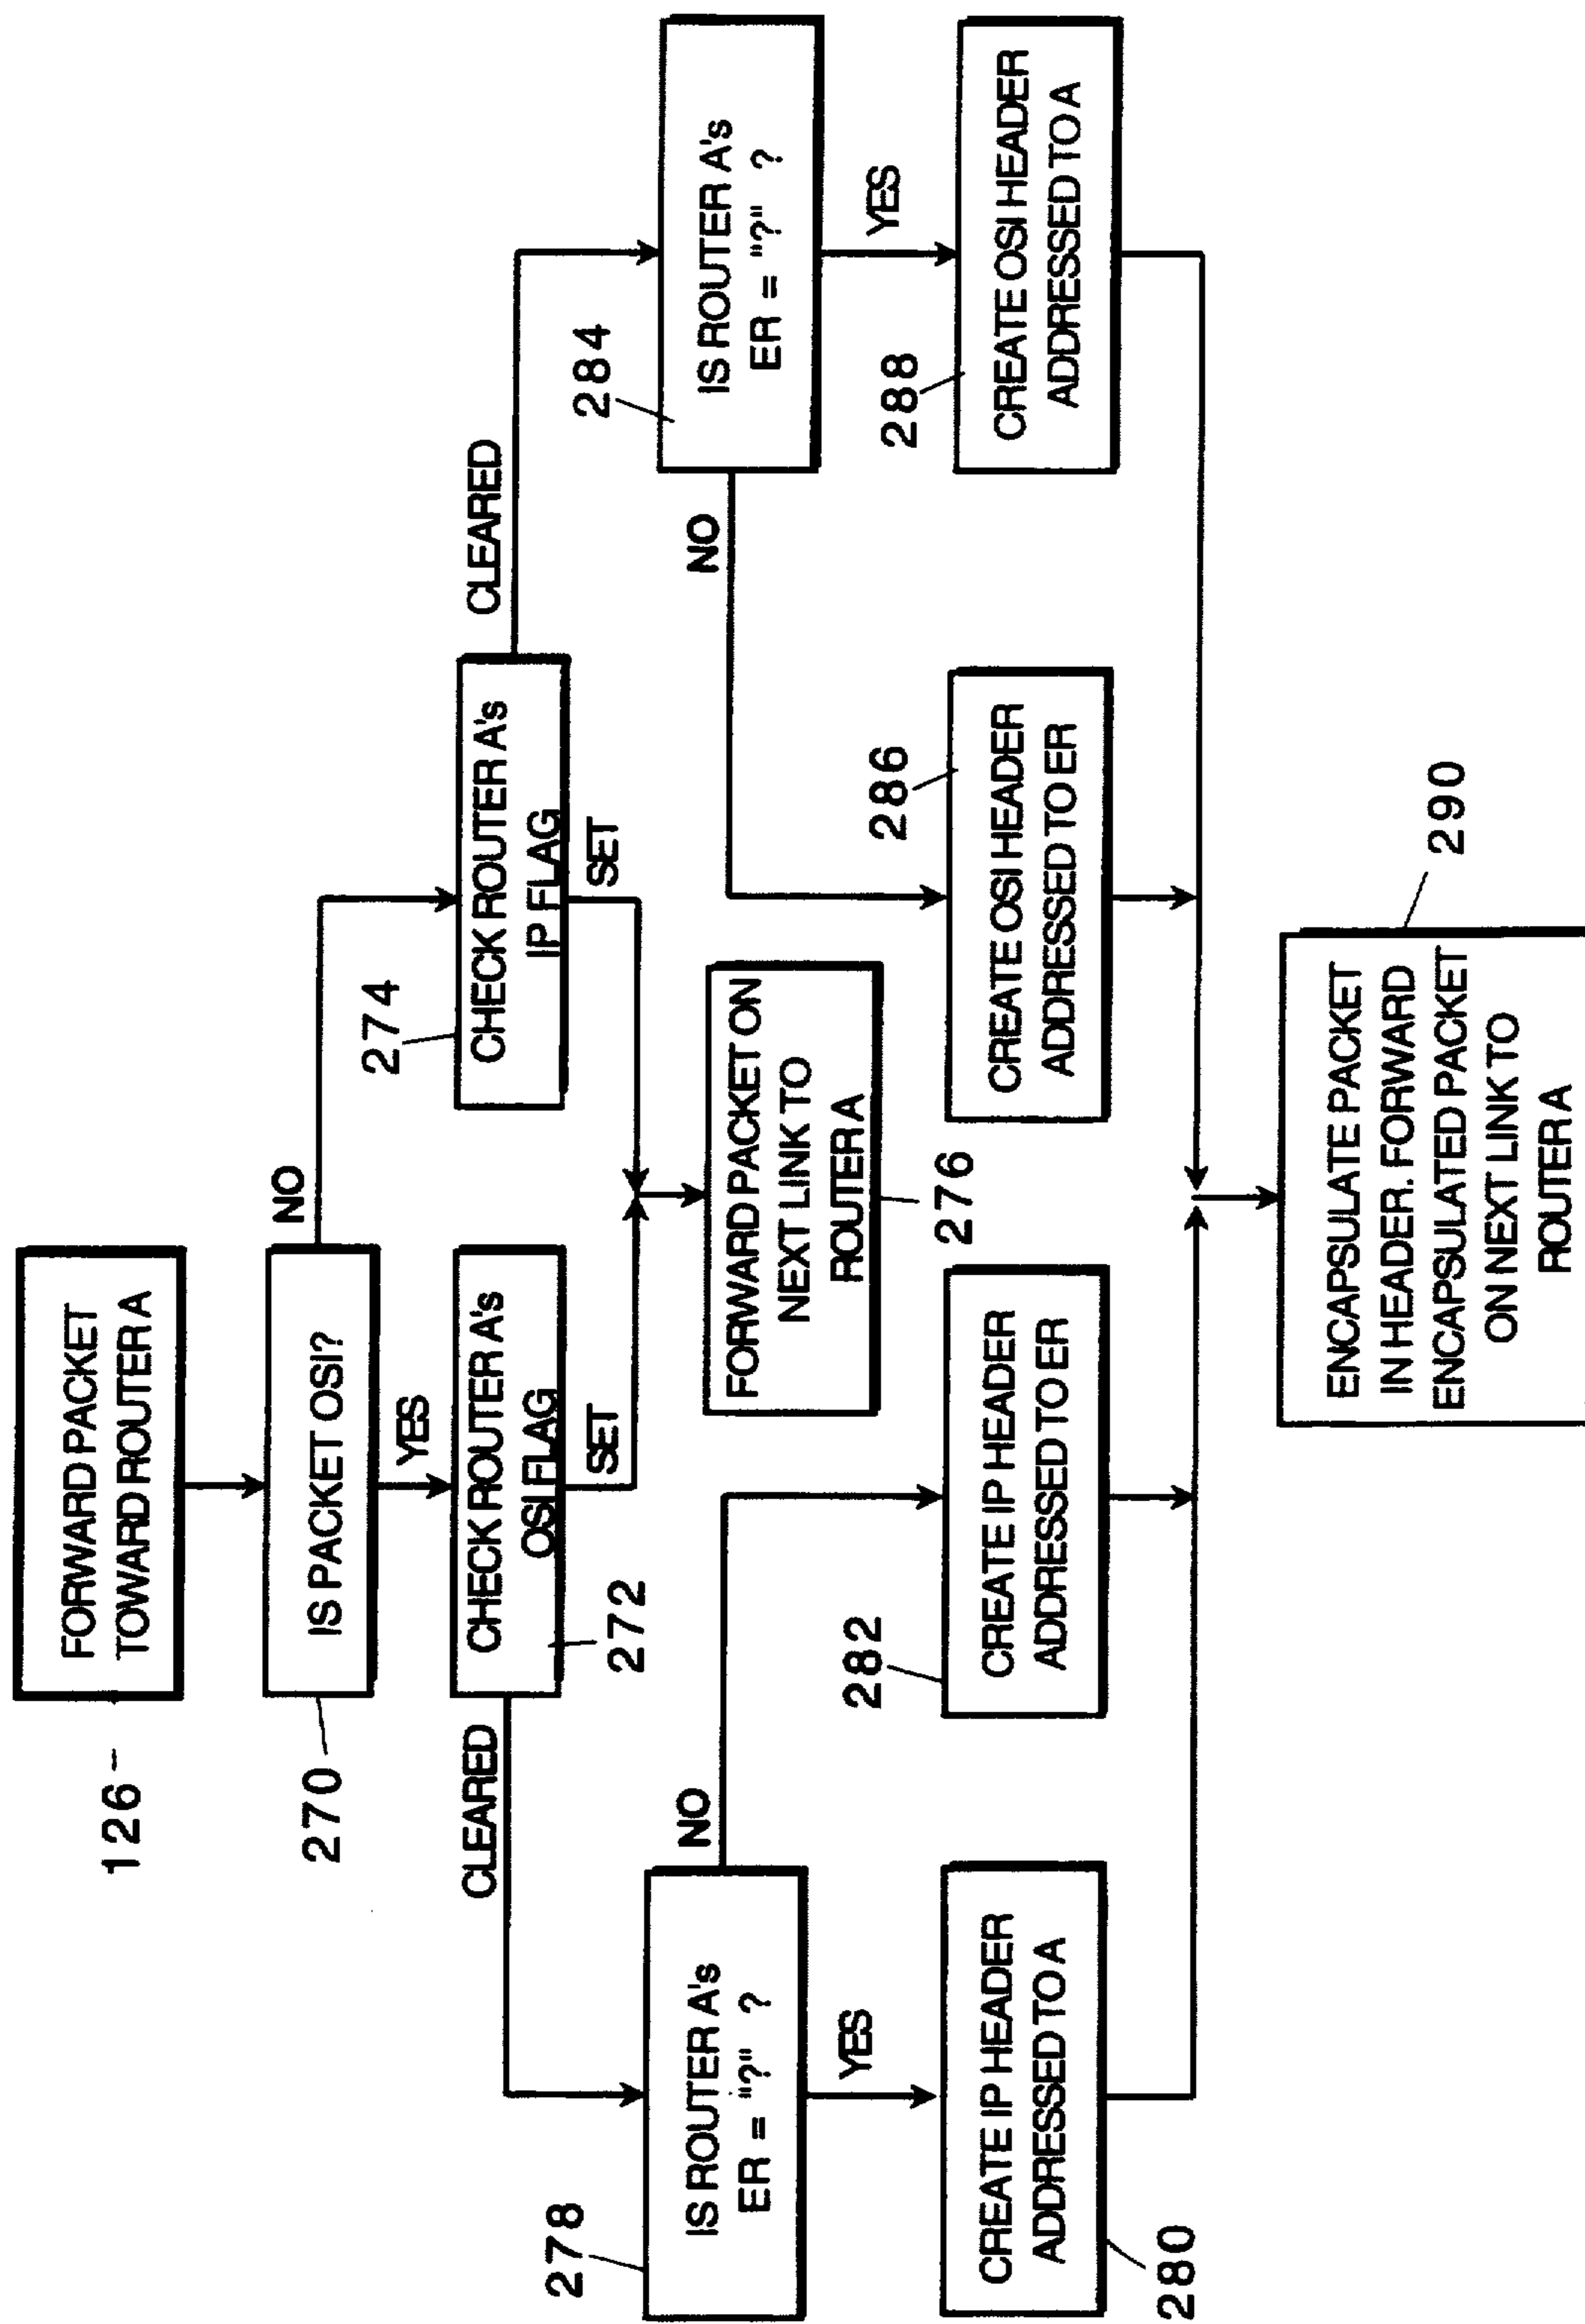 126
FORWARD PACKET
TOWARD ROUTER A
270
IS PACKET OSI?
NO
YES
272
CHECK ROUTER A's
OSI FLAG
CLEARED
SET
274
CHECK ROUTER A's
IP FLAG
CLEARED
SET
FORWARD PACKET ON
NEXT LINK TO
ROUTER A
276
278
IS ROUTER A's
ER = "?" ?
NO
YES
284
IS ROUTER A's
ER = "?" ?
NO
YES
280
CREATE IP HEADER
ADDRESSED TO A
282
CREATE IP HEADER
ADDRESSED TO ER
286
CREATE OSI HEADER
ADDRESSED TO ER
288
CREATE OSI HEADER
ADDRESSED TO A
290
ENCAPSULATE PACKET
IN HEADER. FORWARD
ENCAPSULATED PACKET
ON NEXT LINK TO
ROUTER A